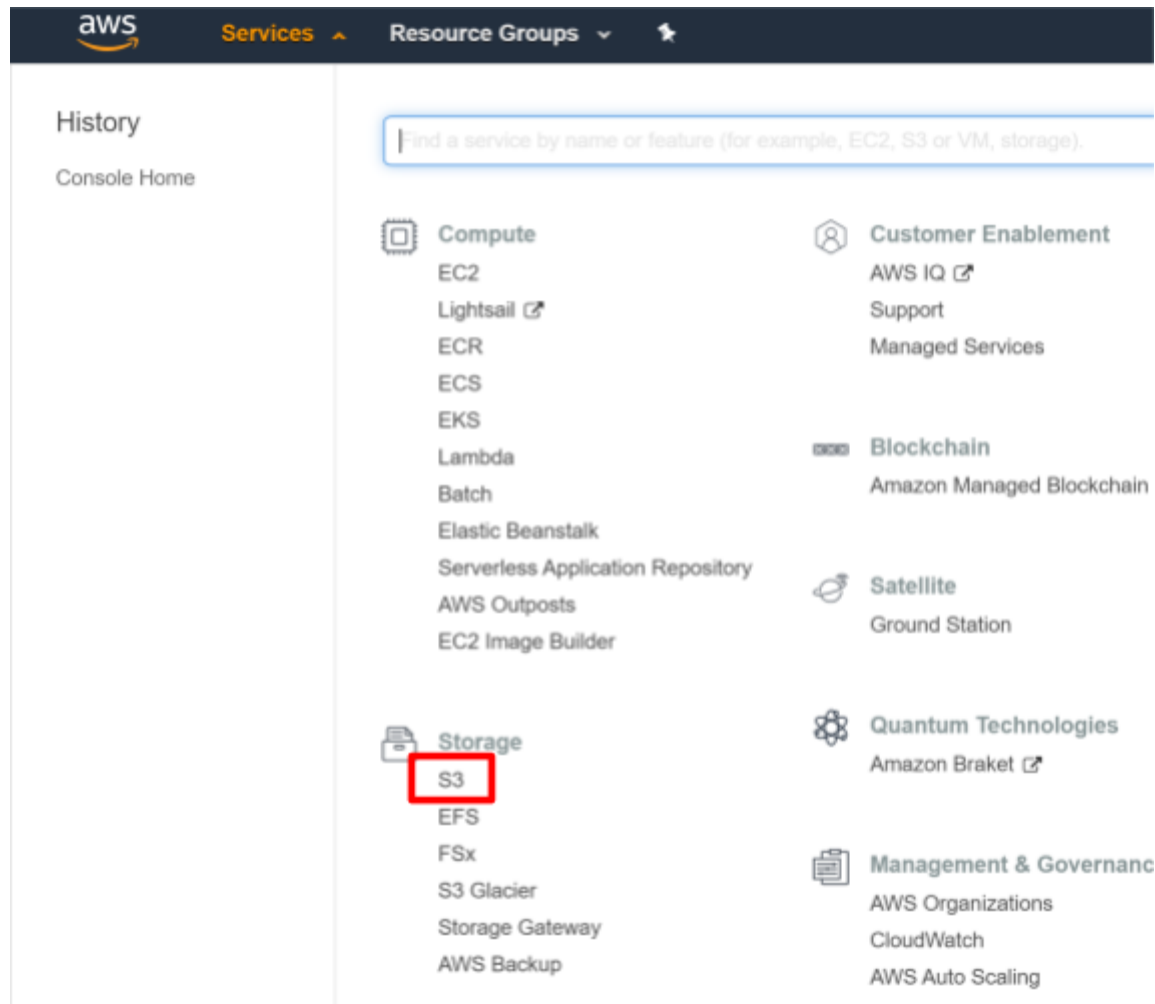 aws
Services
Resource Groups
History
Console Home
Find a service by name or feature (for example, EC2, S3 or VM, storage).
Compute
EC2
Lightsail
ECR
ECS
EKS
Lambda
Batch
Elastic Beanstalk
Serverless Application Repository
AWS Outposts
EC2 Image Builder
Storage
S3
EFS
FSx
S3 Glacier
Storage Gateway
AWS Backup
Customer Enablement
AWS IQ
Support
Managed Services
Blockchain
Amazon Managed Blockchain
Satellite
Ground Station
Quantum Technologies
Amazon Braket
Management & Governanc
AWS Organizations
CloudWatch
AWS Auto Scaling